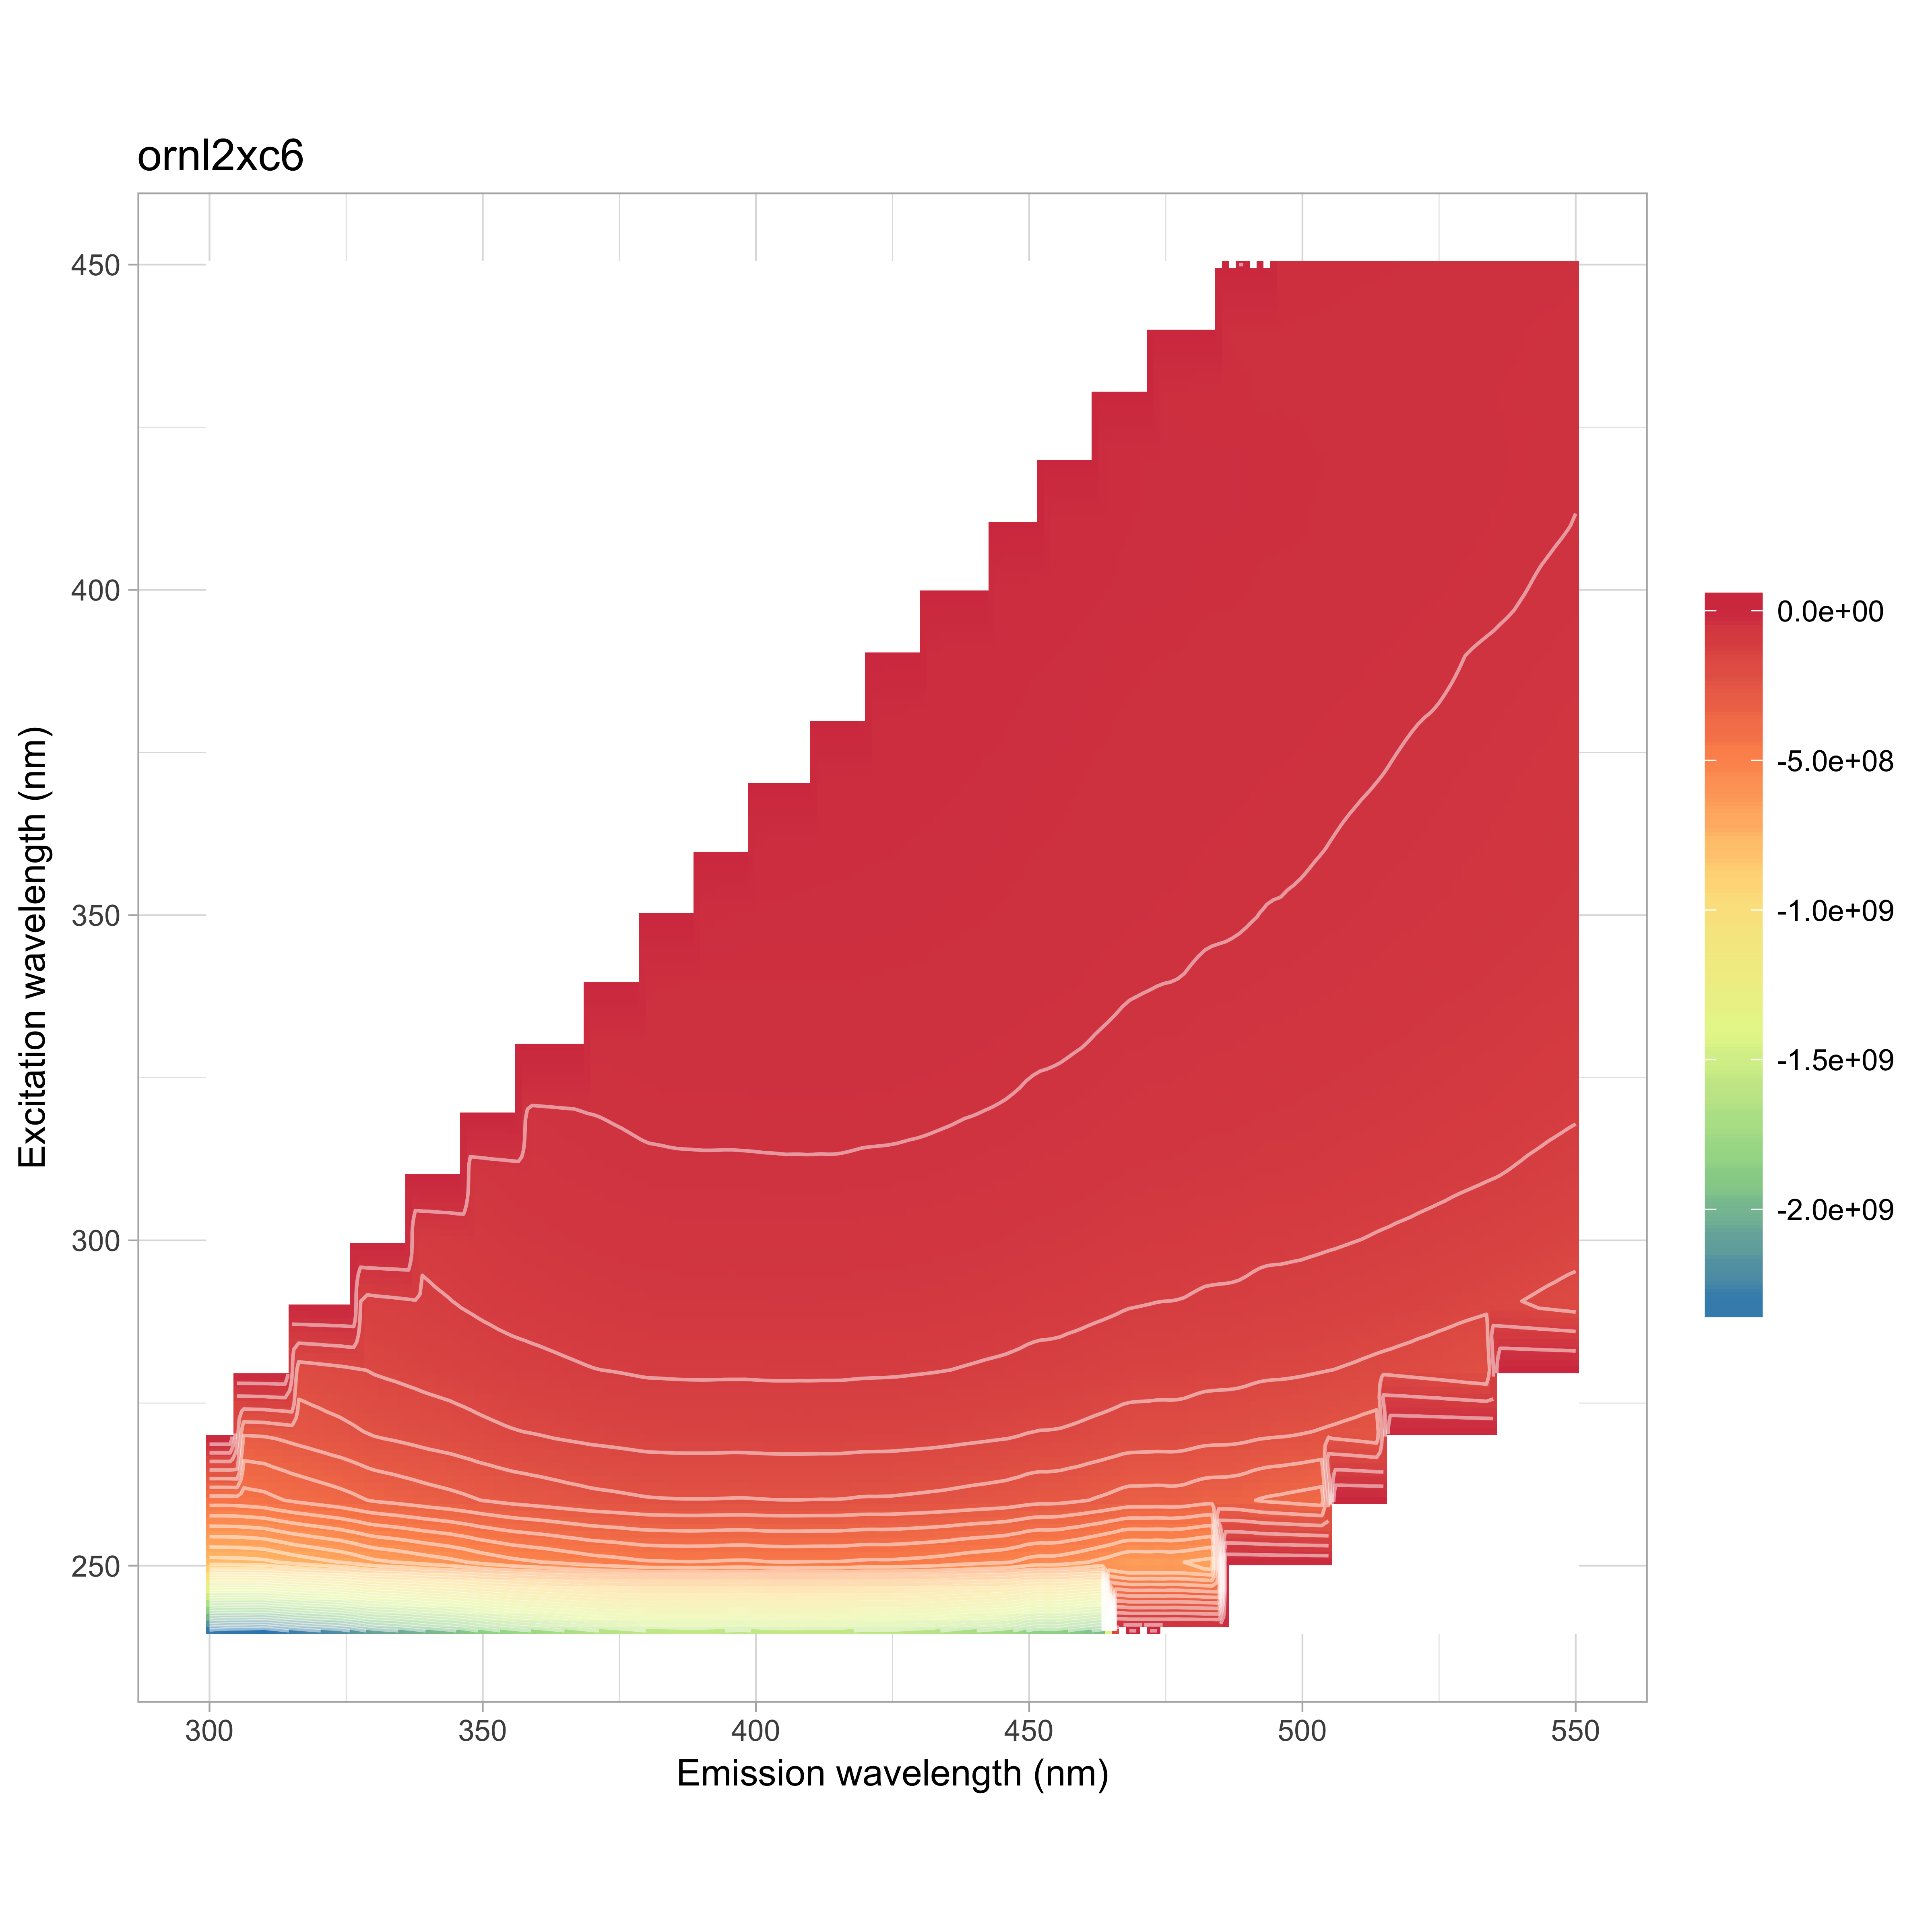 ornl2xc6
450
400
350
300
250
Excitation wavelength (nm)
300 350 400 450 500 550
Emission wavelength (nm)
0.0e+00
-5.0e+08
-1.0e+09
-1.5e+09
-2.0e+09